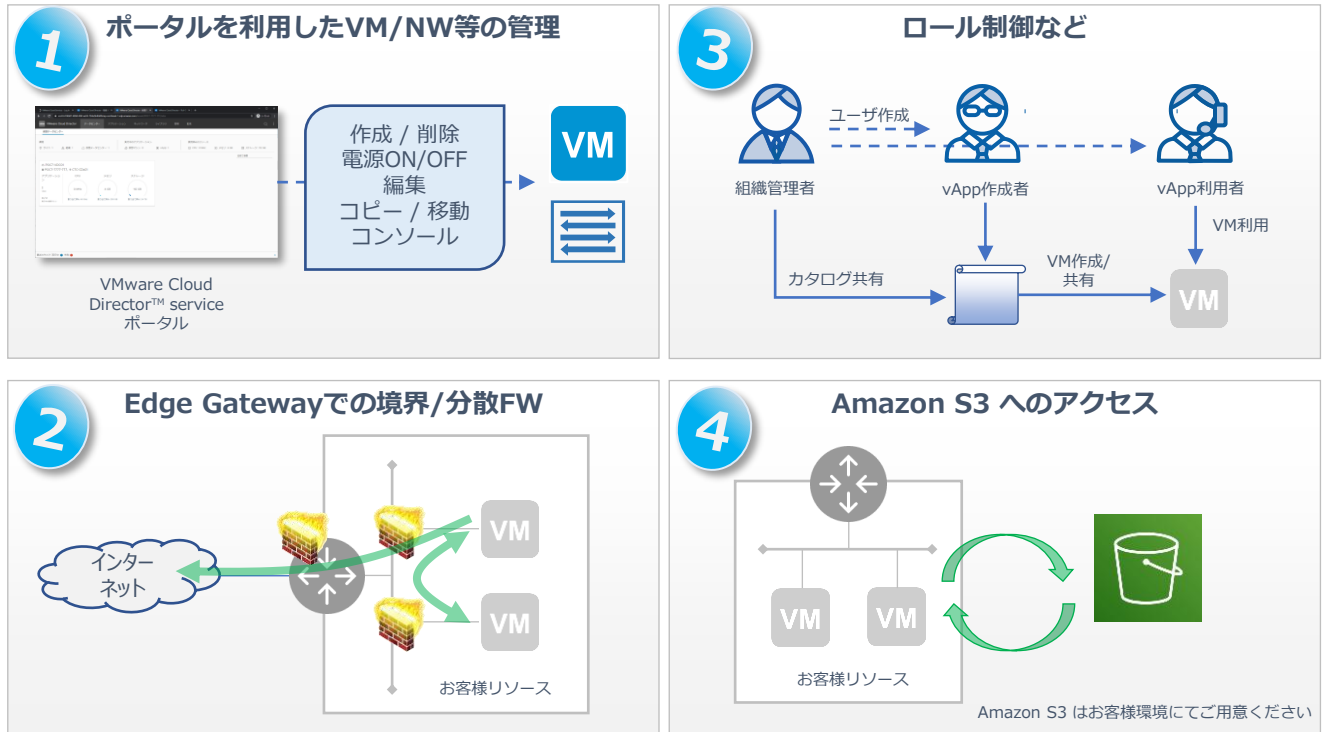 1
ポータルを利用したVM/NW等の管理
作成 / 削除
電源ON/OFF
編集
コピー / 移動
コンソール
VM
VMware Cloud
Director™ service
ポータル
3
ロール制御など
ユーザ作成
組織管理者
vApp作成者
vApp利用者
VM利用
カタログ共有
VM作成/
共有
VM
2
Edge Gatewayでの境界/分散FW
インター
ネット
VM
VM
お客様リソース
4
Amazon S3 へのアクセス
VM
VM
お客様リソース
Amazon S3 はお客様環境にてご用意ください